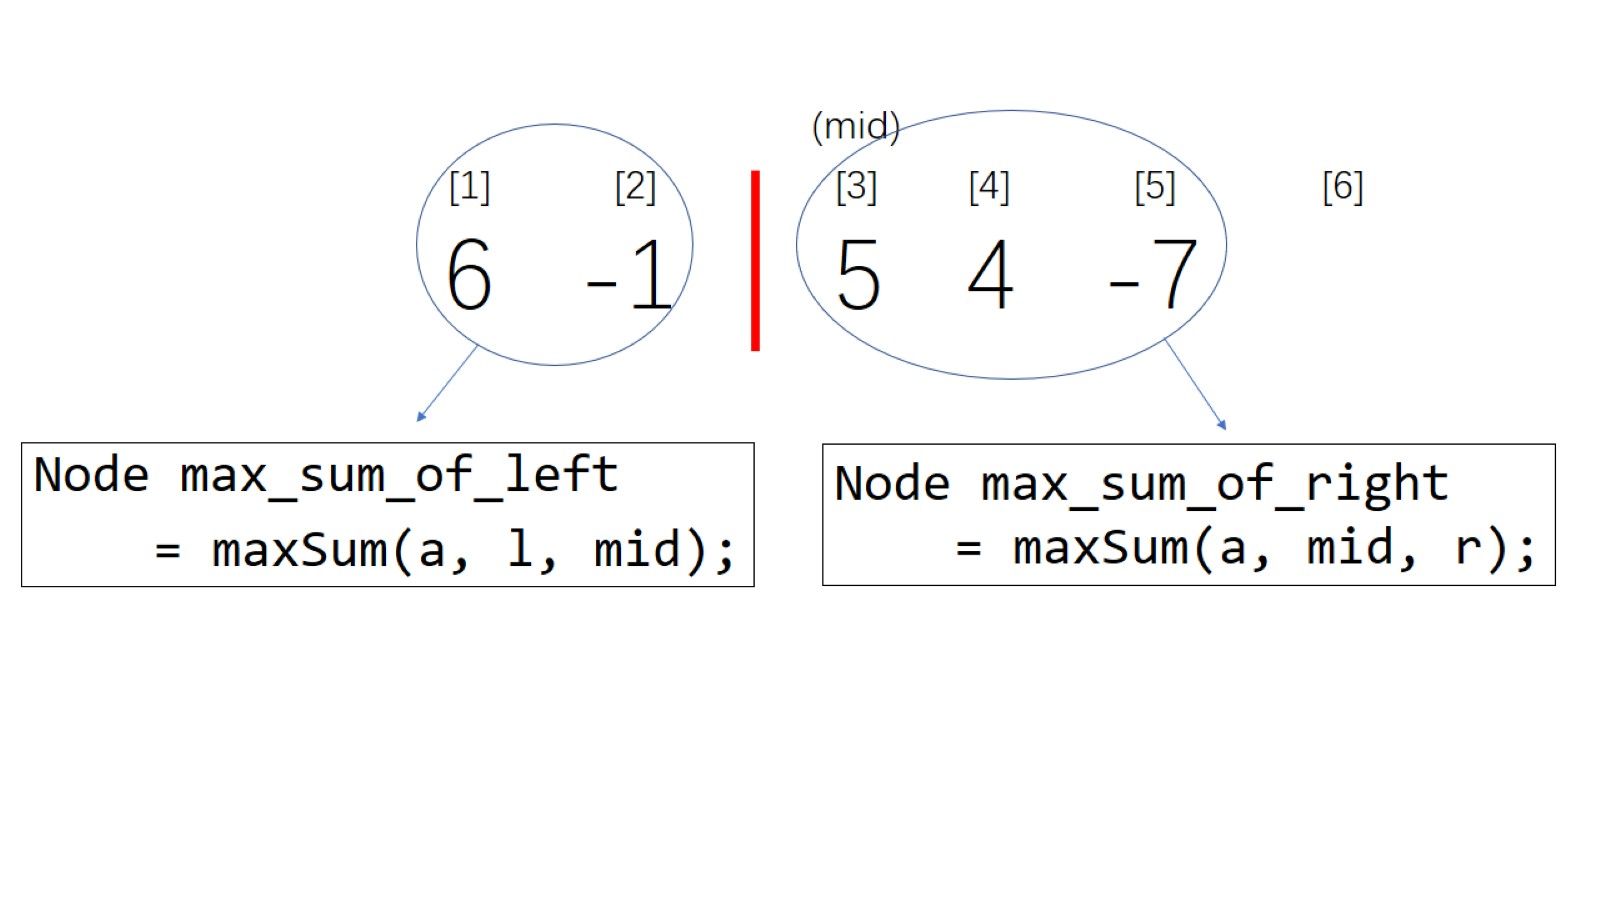 (mid)
[1] [2] [3] [4] [5] [6]
6 -1 5 4 -7
Node max_sum_of_left
= maxSum(a, l, mid);
Node max_sum_of_right
= maxSum(a, mid, r);